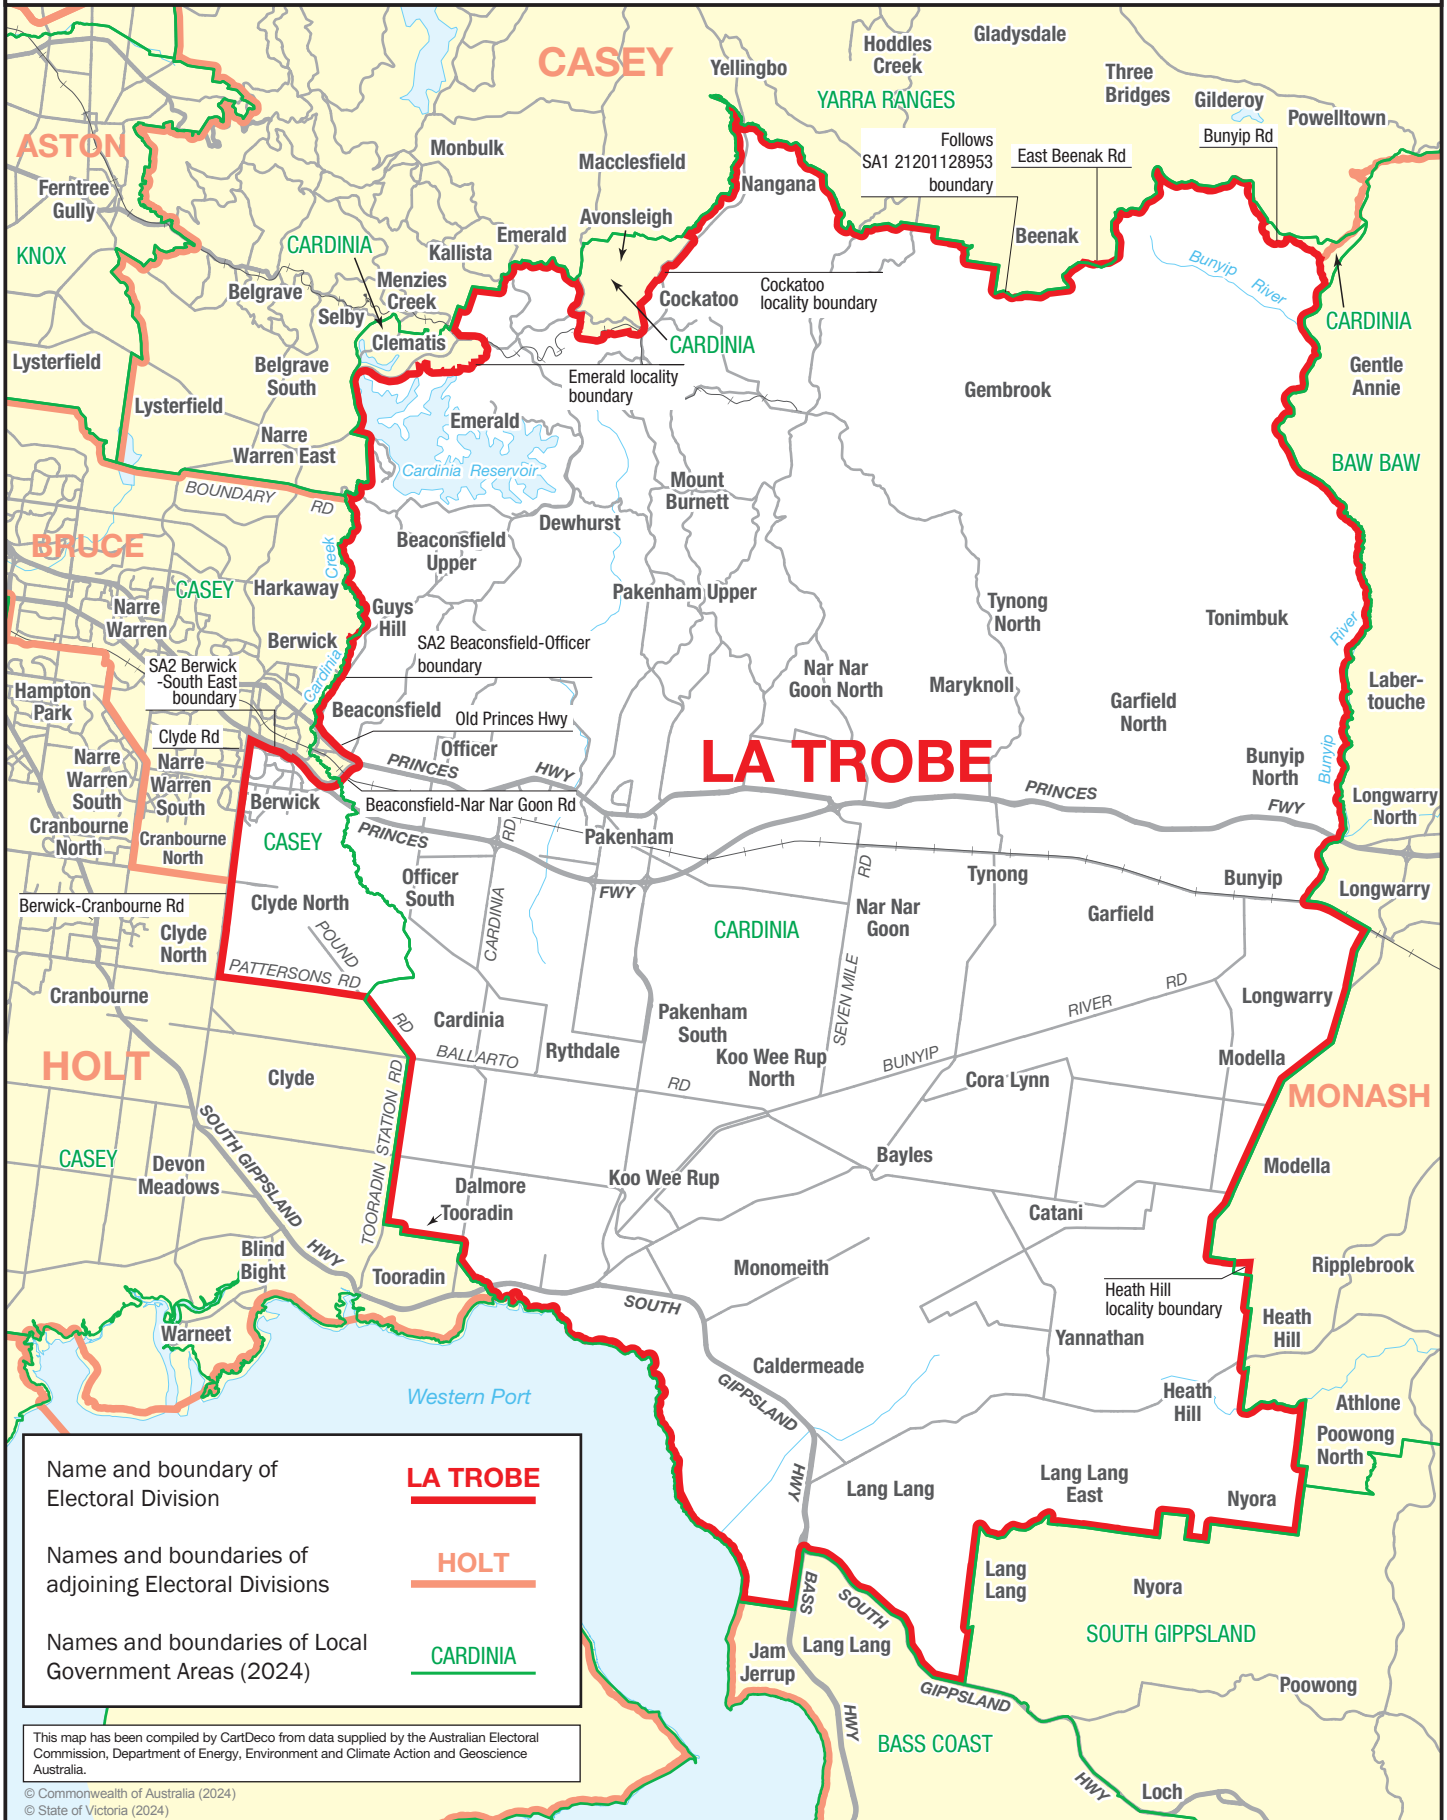 CASEY
Hoddles
Creek
Gladysdale
Yellingbo
YARRA RANGES
Three
Bridges
Gilderoy
Powelltown
Bunyip Rd
ASTON
Monbulk
Macclesfield
Follows
SA1 21201128953
boundary
East Beenak Rd
Ferntree
Gully
Nangana
Avonsleigh
Emerald
Beenak
KNOX
CARDINIA
Kallista
Bunyip River
Menzies
Creek
Cockatoo
Cockatoo
locality boundary
Belgrave
Selby
Clematis
CARDINIA
CARDINIA
Lysterfield
Belgrave
South
Emerald locality
boundary
Gembrook
Gentle
Annie
Lysterfield
Emerald
Narre
Warren East
Cardinia Reservoir
BAW BAW
BOUNDARY RD
Mount
Burnett
Dewhurst
BRUCE
Creek
Beaconsfield
Upper
CASEY
Harkaway
Pakenham Upper
Narre
Warren
Guys
Hill
Tynong
North
Tonimbuk
River
Berwick
SA2 Beaconsfield-Officer
boundary
SA2 Berwick
-South East
boundary
Cardinia
Nar Nar
Goon North
Maryknoll
Laber-
touche
Hampton
Park
Beaconsfield
Old Princes Hwy
Garfield
North
Clyde Rd
Officer
LA TROBE
Narre
Warren
South
Narre
Warren
South
PRINCES HWY
Bunyip
North
Bunyip
Berwick
Beaconsfield-Nar Nar Goon Rd
PRINCES FWY
Longwarry
North
Cranbourne
North
Cranbourne
North
CASEY
PRINCES
RD
Pakenham
FWY
RD
Officer
South
Tynong
Bunyip
Longwarry
Berwick-Cranbourne Rd
Clyde North
CARDINIA
CARDINIA
Nar Nar
Goon
Garfield
Clyde
North
POUND
PATTERSONS RD
SEVEN MILE
Cranbourne
RD
Cardinia
Pakenham
South
RIVER RD
Longwarry
HOLT
BALLARTO
Rythdale
Koo Wee Rup
North
BUNYIP
Modella
Clyde
RD
Cora Lynn
MONASH
SOUTH GIPPSLAND
TOORADIN STATION RD
CASEY
Devon
Meadows
Koo Wee Rup
Bayles
Modella
Dalmore
Tooradin
Catani
Blind
Bight
HWY
Tooradin
Monomeith
Ripplebrook
SOUTH
Heath Hill
locality boundary
Warneet
Yannathan
Heath
Hill
Caldermeade
Western Port
GIPPSLAND
Heath
Hill
Athlone
Poowong
North
HWY
Lang Lang
Lang Lang
East
Nyora
Name and boundary of
Electoral Division
LA TROBE
Names and boundaries of
adjoining Electoral Divisions
HOLT
Names and boundaries of Local
Government Areas (2024)
CARDINIA
Lang
Lang
Nyora
BASS
SOUTH
SOUTH GIPPSLAND
Jam
Jerrup
Lang Lang
GIPPSLAND
Poowong
HWY
BASS COAST
HWY
Loch
This map has been compiled by CartDeco from data supplied by the Australian Electoral
Commission, Department of Energy, Environment and Climate Action and Geoscience
Australia.
© Commonwealth of Australia (2024)
© State of Victoria (2024)